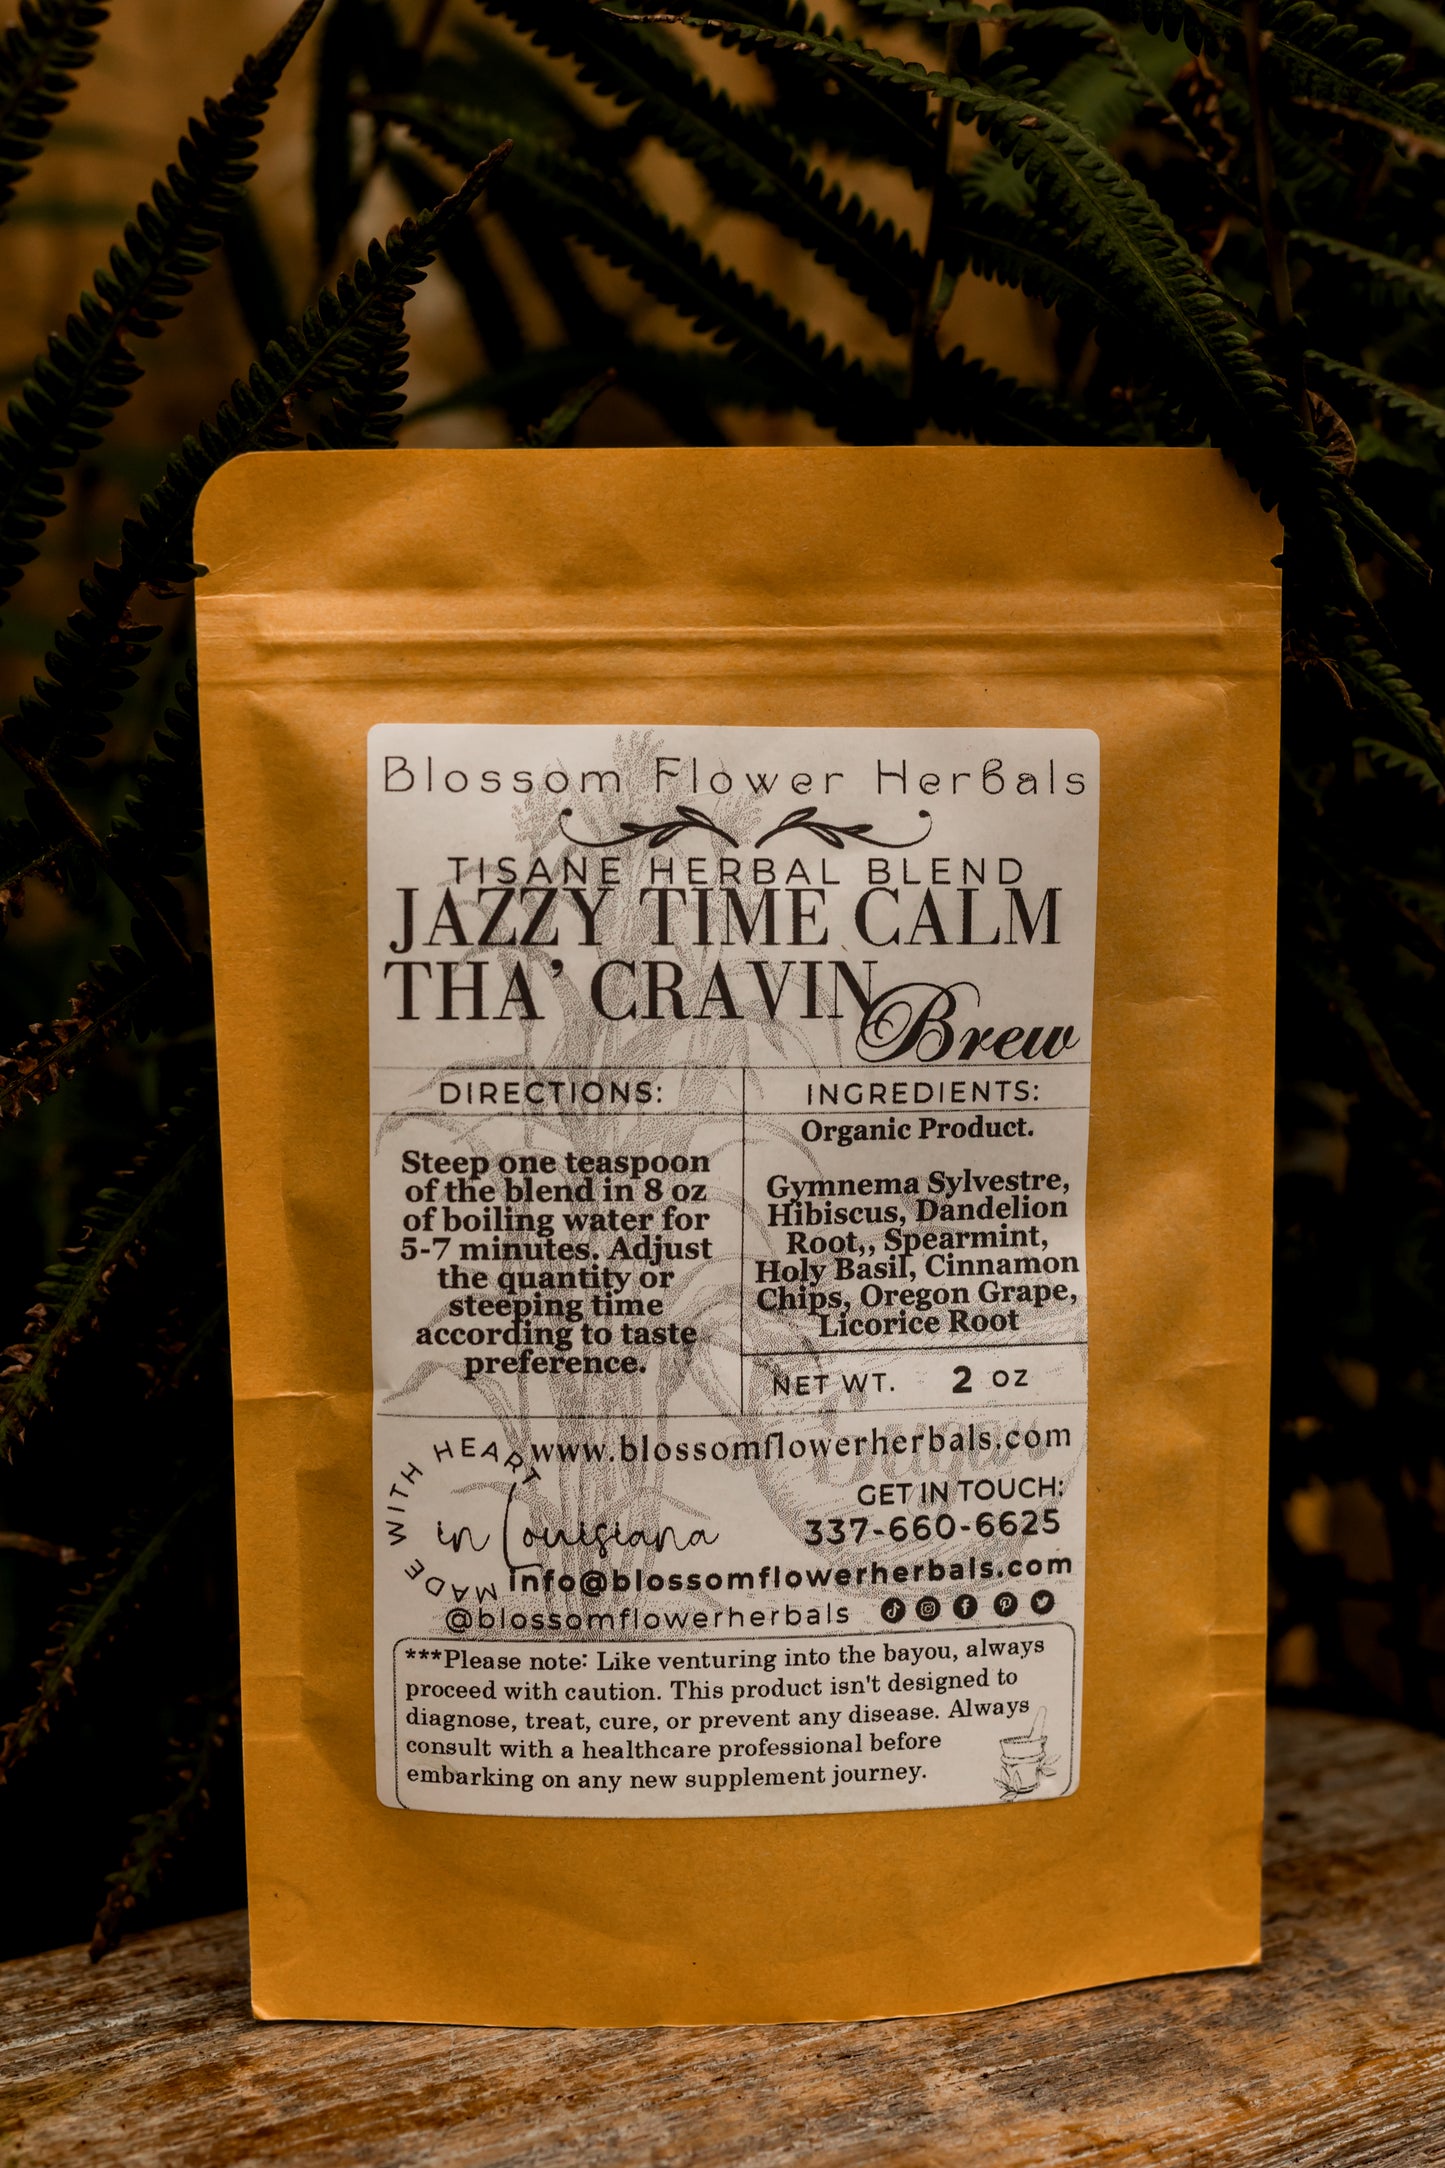 Blossom Flower Herbals
TISANE HERBAL BLEND
JAZZY TIME CALM
THA' CRAVIN
Brew
DIRECTIONS:
Steep one teaspoon
of the blend in 8 oz
of boiling water for
5-7 minutes. Adjust
the quantity or
steeping time
according to taste
preference.
INGREDIENTS:
Organic Product.
Gymnema Sylvestre,
Hibiscus, Dandelion
Root,, Spearmint,
Holy Basil, Cinnamon
Chips, Oregon Grape,
Licorice Root
NET WT. 2 OZ
MADE WITH HEART
in Louisiana
www.blossomflowerherbals.com
GET IN TOUCH:
337-660-6625
info@blossomflowerherbals.com
@blossomflowerherbals
***Please note: Like venturing into the bayou, always
proceed with caution. This product isn't designed to
diagnose, treat, cure, or prevent any disease. Always
consult with a healthcare professional before
embarking on any new supplement journey.